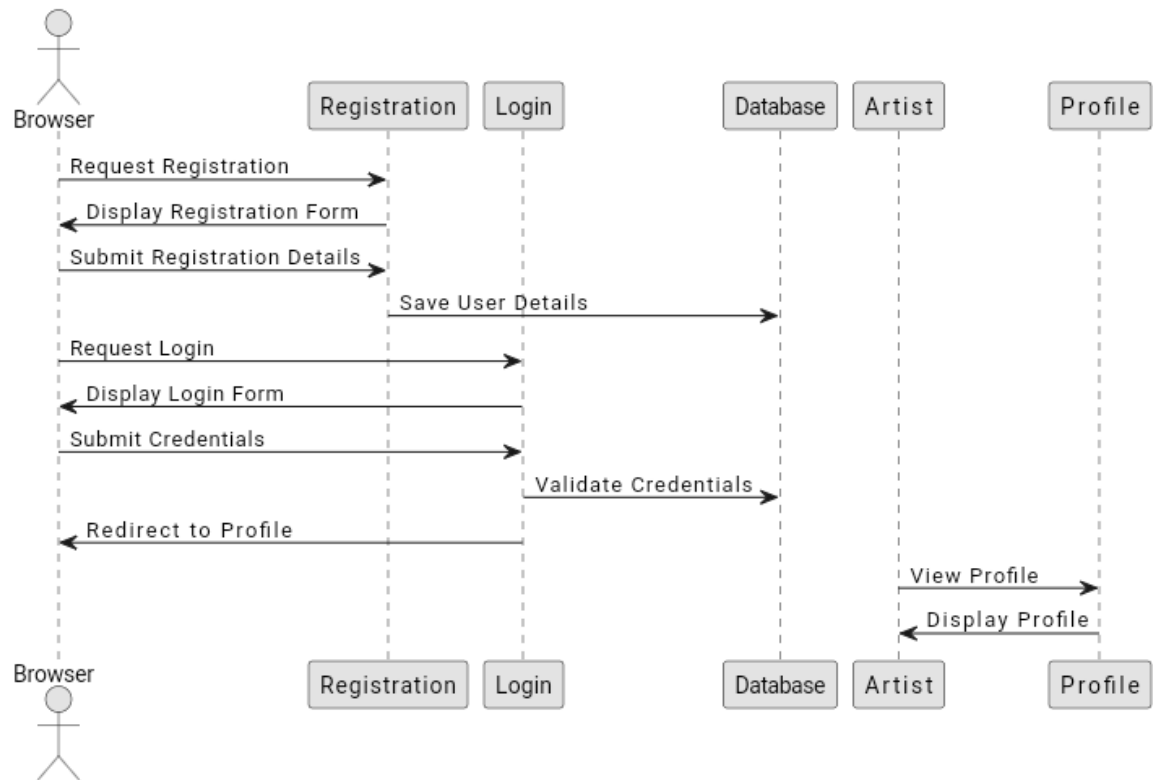 Browser
Registration
Login
Database
Artist
Profile
Request Registration
Display Registration Form
Submit Registration Details
Save User Details
Request Login
Display Login Form
Submit Credentials
Validate Credentials
Redirect to Profile
View Profile
Display Profile
Browser
Registration
Login
Database
Artist
Profile